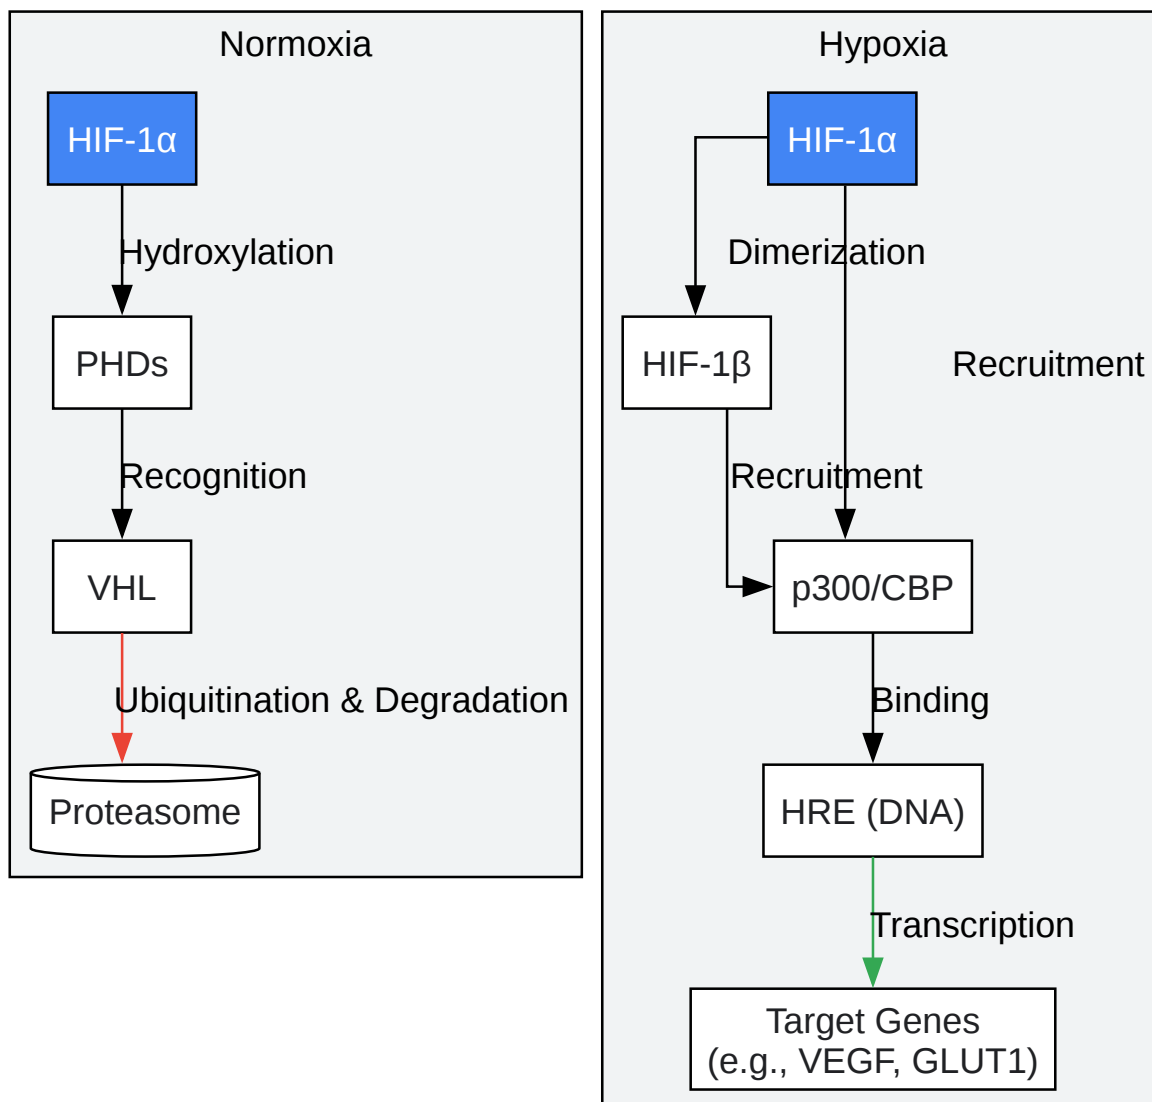 Normoxia
HIF-1α
Hydroxylation
PHDs
Recognition
VHL
Ubiquitination & Degradation
Proteasome
Hypoxia
HIF-1α
Dimerization
HIF-1β
Recruitment
Recruitment
p300/CBP
Binding
HRE (DNA)
Transcription
Target Genes
(e.g., VEGF, GLUT1)